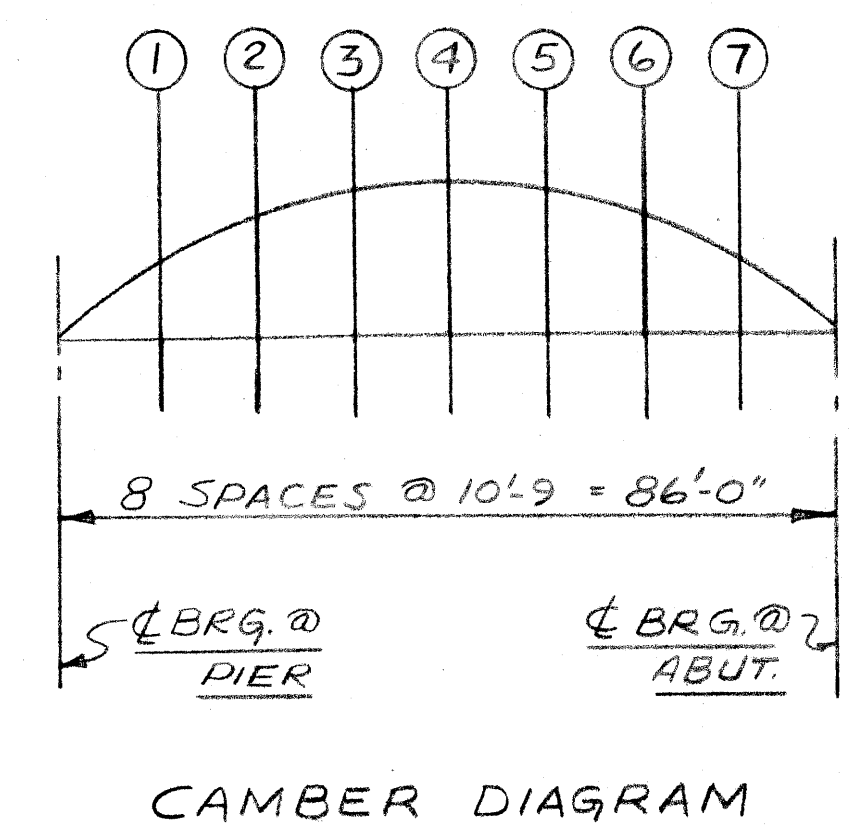 1 2 3 4 5 6 7
8 SPACES @ 10'-9 = 86'-0"
℄ BRG. @
PIER
℄ BRG. @
ABUT.
CAMBER DIAGRAM